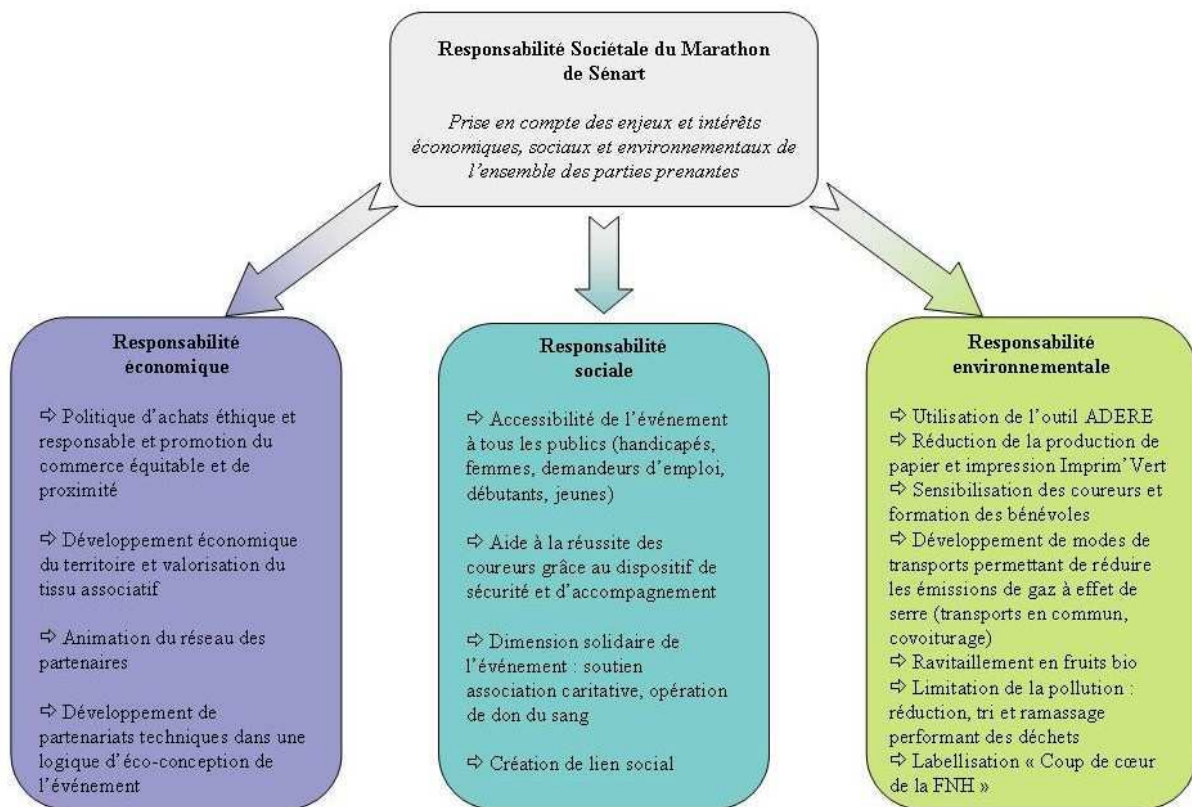 Responsabilité Sociétale du Marathon
de Sénart
Prise en compte des enjeux et intérêts
économiques, sociaux et environnementaux de
l'ensemble des parties prenantes
Responsabilité
économique
⇨ Politique d'achats éthique et
responsable et promotion du
commerce équitable et de
proximité
⇨ Développement économique
du territoire et valorisation du
tissu associatif
⇨ Animation du réseau des
partenaires
⇨ Développement de
partenariats techniques dans une
logique d'éco-conception de
l'événement
Responsabilité
sociale
⇨ Accessibilité de l'événement
à tous les publics (handicapés,
femmes, demandeurs d'emploi,
débutants, jeunes)
⇨ Aide à la réussite des
coureurs grâce au dispositif de
sécurité et d'accompagnement
⇨ Dimension solidaire de
l'événement : soutien
association caritative, opération
de don du sang
⇨ Création de lien social
Responsabilité
environnementale
⇨ Utilisation de l'outil ADERE
⇨ Réduction de la production de
papier et impression Imprim'Vert
⇨ Sensibilisation des coureurs et
formation des bénévoles
⇨ Développement de modes de
transports permettant de réduire
les émissions de gaz à effet de
serre (transports en commun,
covoiturage)
⇨ Ravitaillement en fruits bio
⇨ Limitation de la pollution :
réduction, tri et ramassage
performant des déchets
⇨ Labellisation « Coup de cœur
de la FNH »